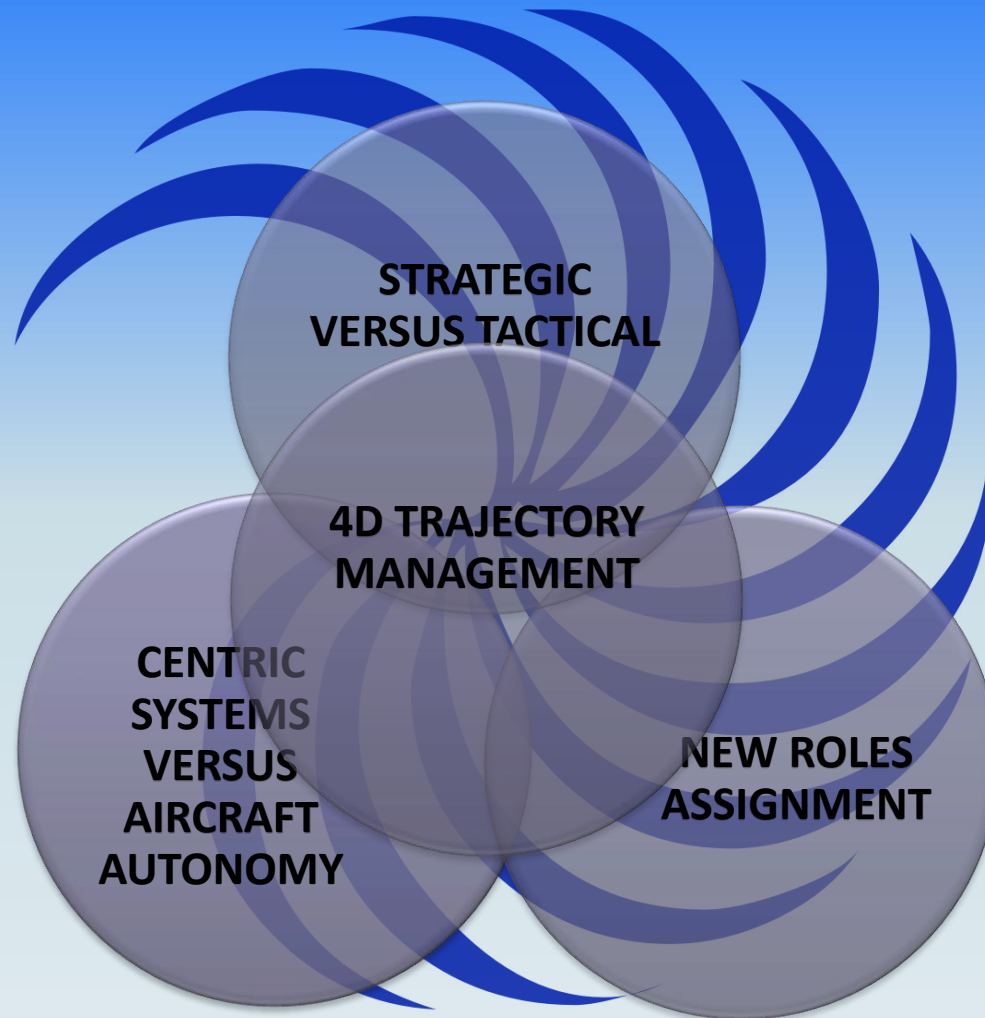 STRATEGIC
VERSUS TACTICAL
4D TRAJECTORY
MANAGEMENT
CENTRIC
SYSTEMS
VERSUS
AIRCRAFT
AUTONOMY
NEW ROLES
ASSIGNMENT